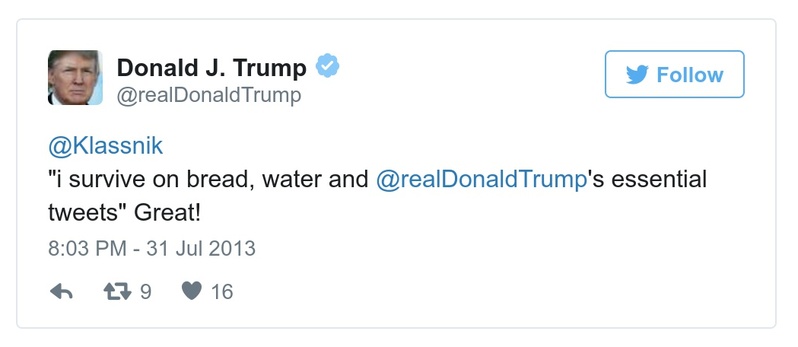 Donald J. Trump
@realDonaldTrump
Follow
@Klassnik
"i survive on bread, water and @realDonaldTrump's essential
tweets" Great!
8:03 PM - 31 Jul 2013
9 16